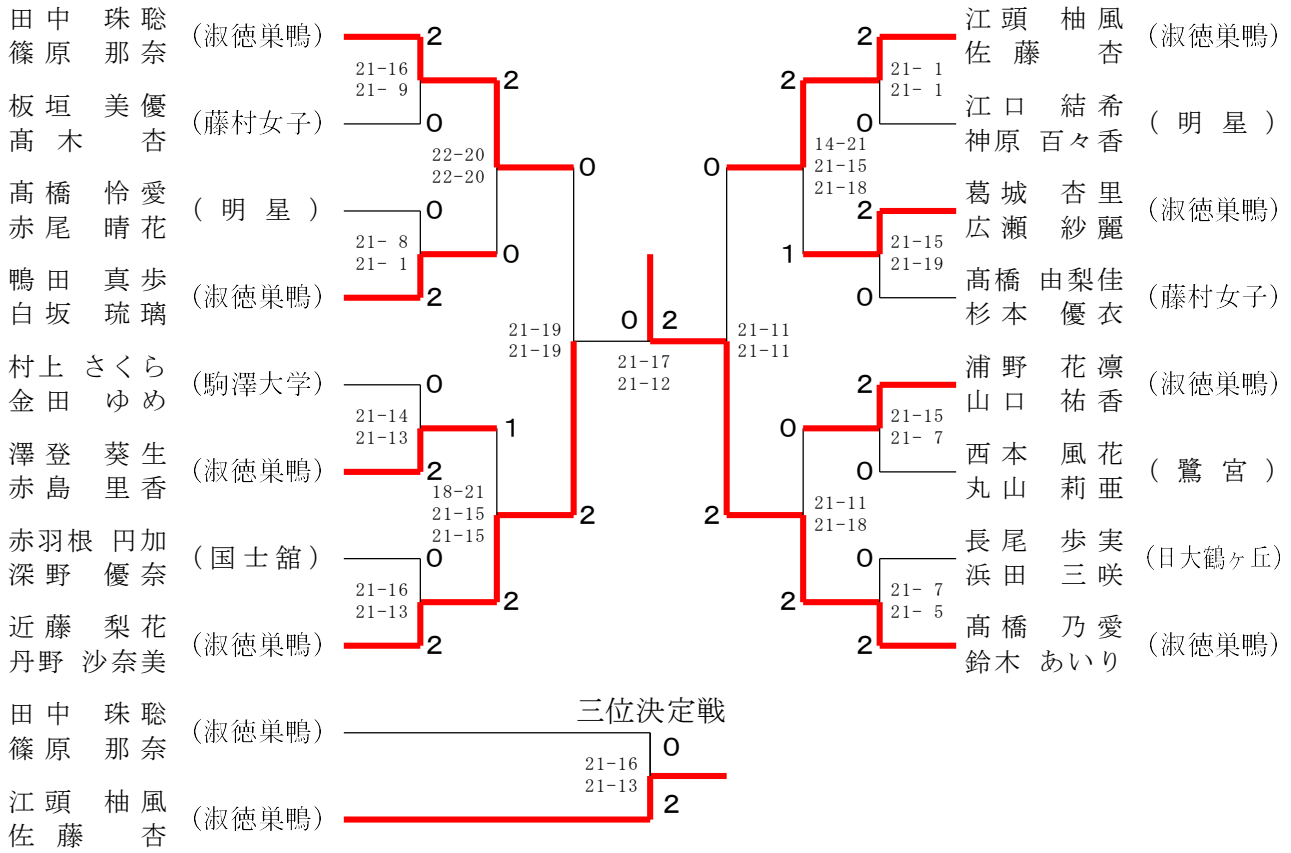 田中 珠聡
篠原 那奈
(淑徳巣鴨)
2
21-16
21- 9
板垣 美優
髙木 杏
(藤村女子)
0
2
22-20
22-20
髙橋 怜愛
赤尾 晴花
(明星)
0
21- 8
21- 1
0
鴨田 真歩
白坂 琉璃
(淑徳巣鴨)
2
0
21-19
21-19
村上 さくら
金田 ゆめ
(駒澤大学)
0
21-14
21-13
1
澤登 葵生
赤島 里香
(淑徳巣鴨)
2
18-21
21-15
21-15
2
赤羽根 円加
深野 優奈
(国士舘)
0
21-16
21-13
2
近藤 梨花
丹野 沙奈美
(淑徳巣鴨)
2
0 2
21-17
21-12
江頭 柚風
佐藤 杏
(淑徳巣鴨)
2
21- 1
21- 1
2
江口 結希
神原 百々香
(明星)
0
14-21
21-15
21-18
0
葛城 杏里
広瀬 紗麗
(淑徳巣鴨)
2
21-15
21-19
1
髙橋 由梨佳
杉本 優衣
(藤村女子)
0
21-11
21-11
浦野 花凛
山口 祐香
(淑徳巣鴨)
2
21-15
21- 7
0
西本 風花
丸山 莉亜
(鷺宮)
0
21-11
21-18
2
長尾 歩実
浜田 三咲
(日大鶴ヶ丘)
0
21- 7
21- 5
2
髙橋 乃愛
鈴木 あいり
(淑徳巣鴨)
2
三位決定戦
田中 珠聡
篠原 那奈
(淑徳巣鴨)
0
21-16
21-13
江頭 柚風
佐藤 杏
(淑徳巣鴨)
2